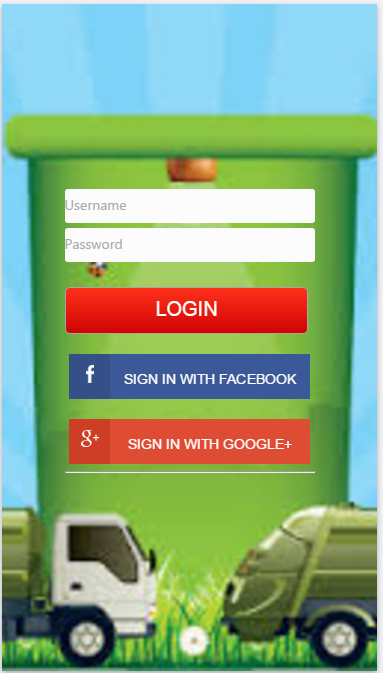 Username
Password
LOGIN
f SIGN IN WITH FACEBOOK
g+ SIGN IN WITH GOOGLE+